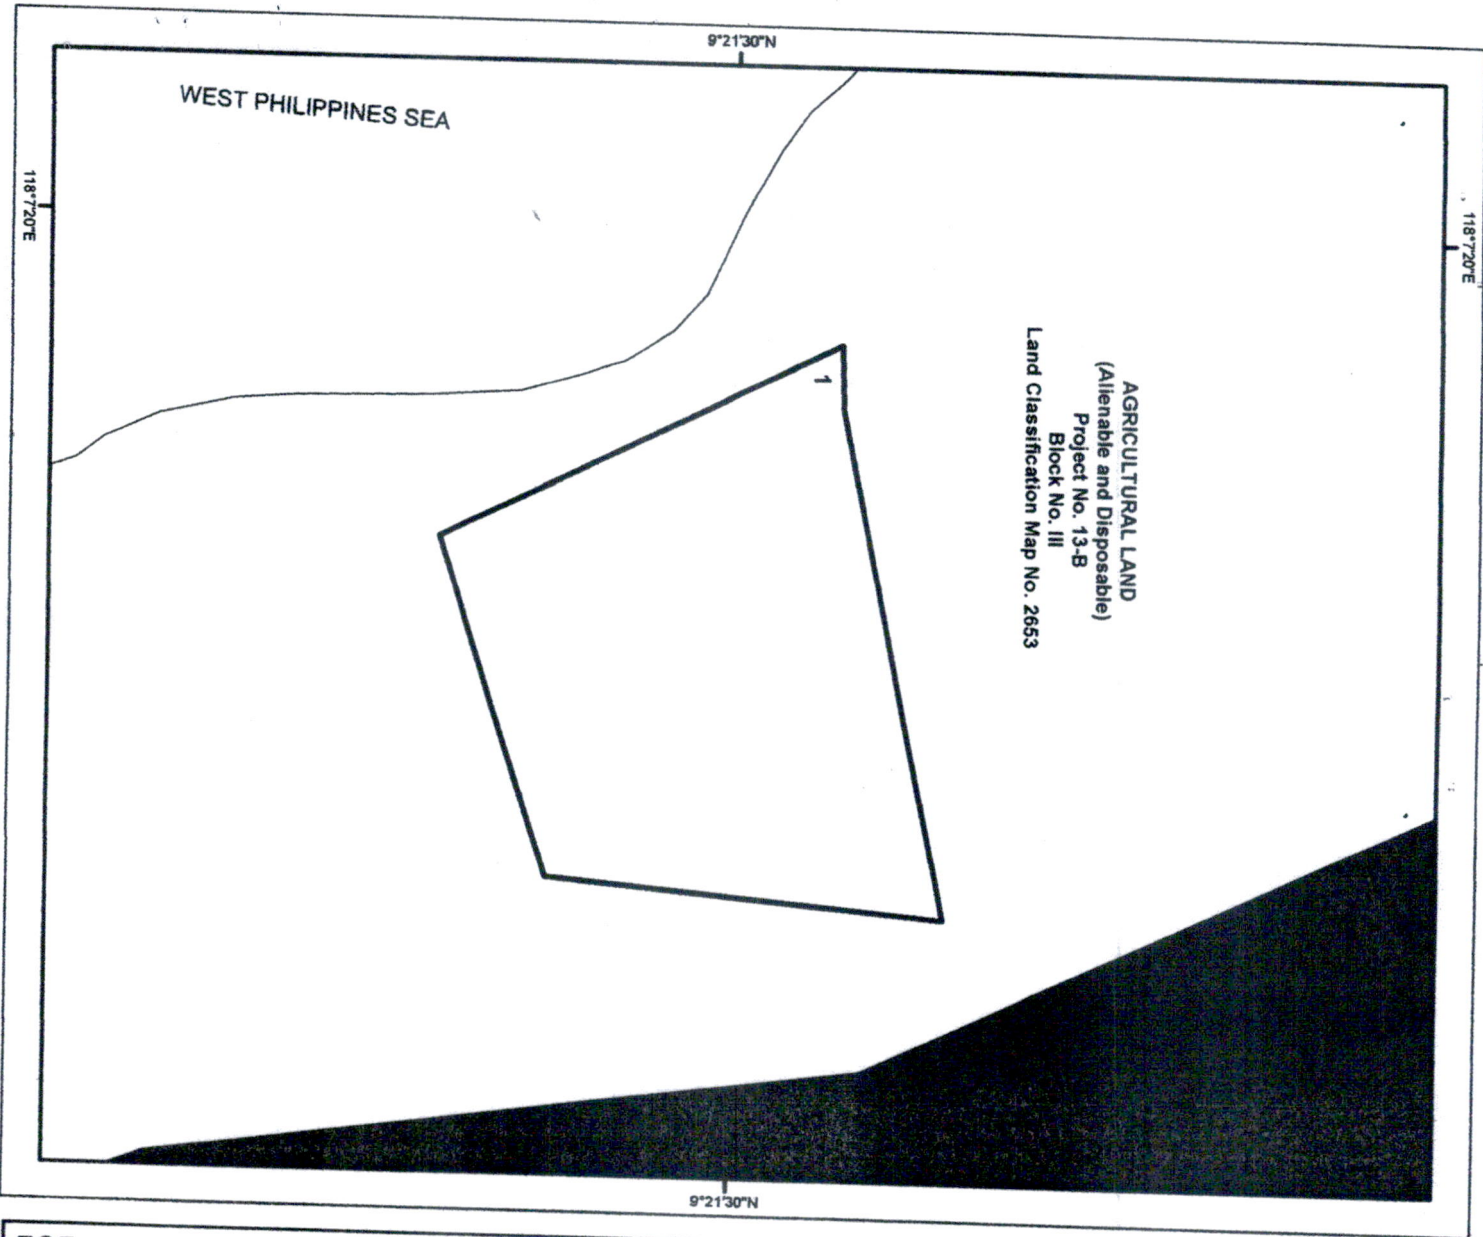 9°21'30"N
WEST PHILIPPINES SEA
118°7'20"E
118°7'20"E
AGRICULTURAL LAND
(Alienable and Disposable)
Project No. 13-B
Block No. III
Land Classification Map No. 2653
1
9°21'30"N